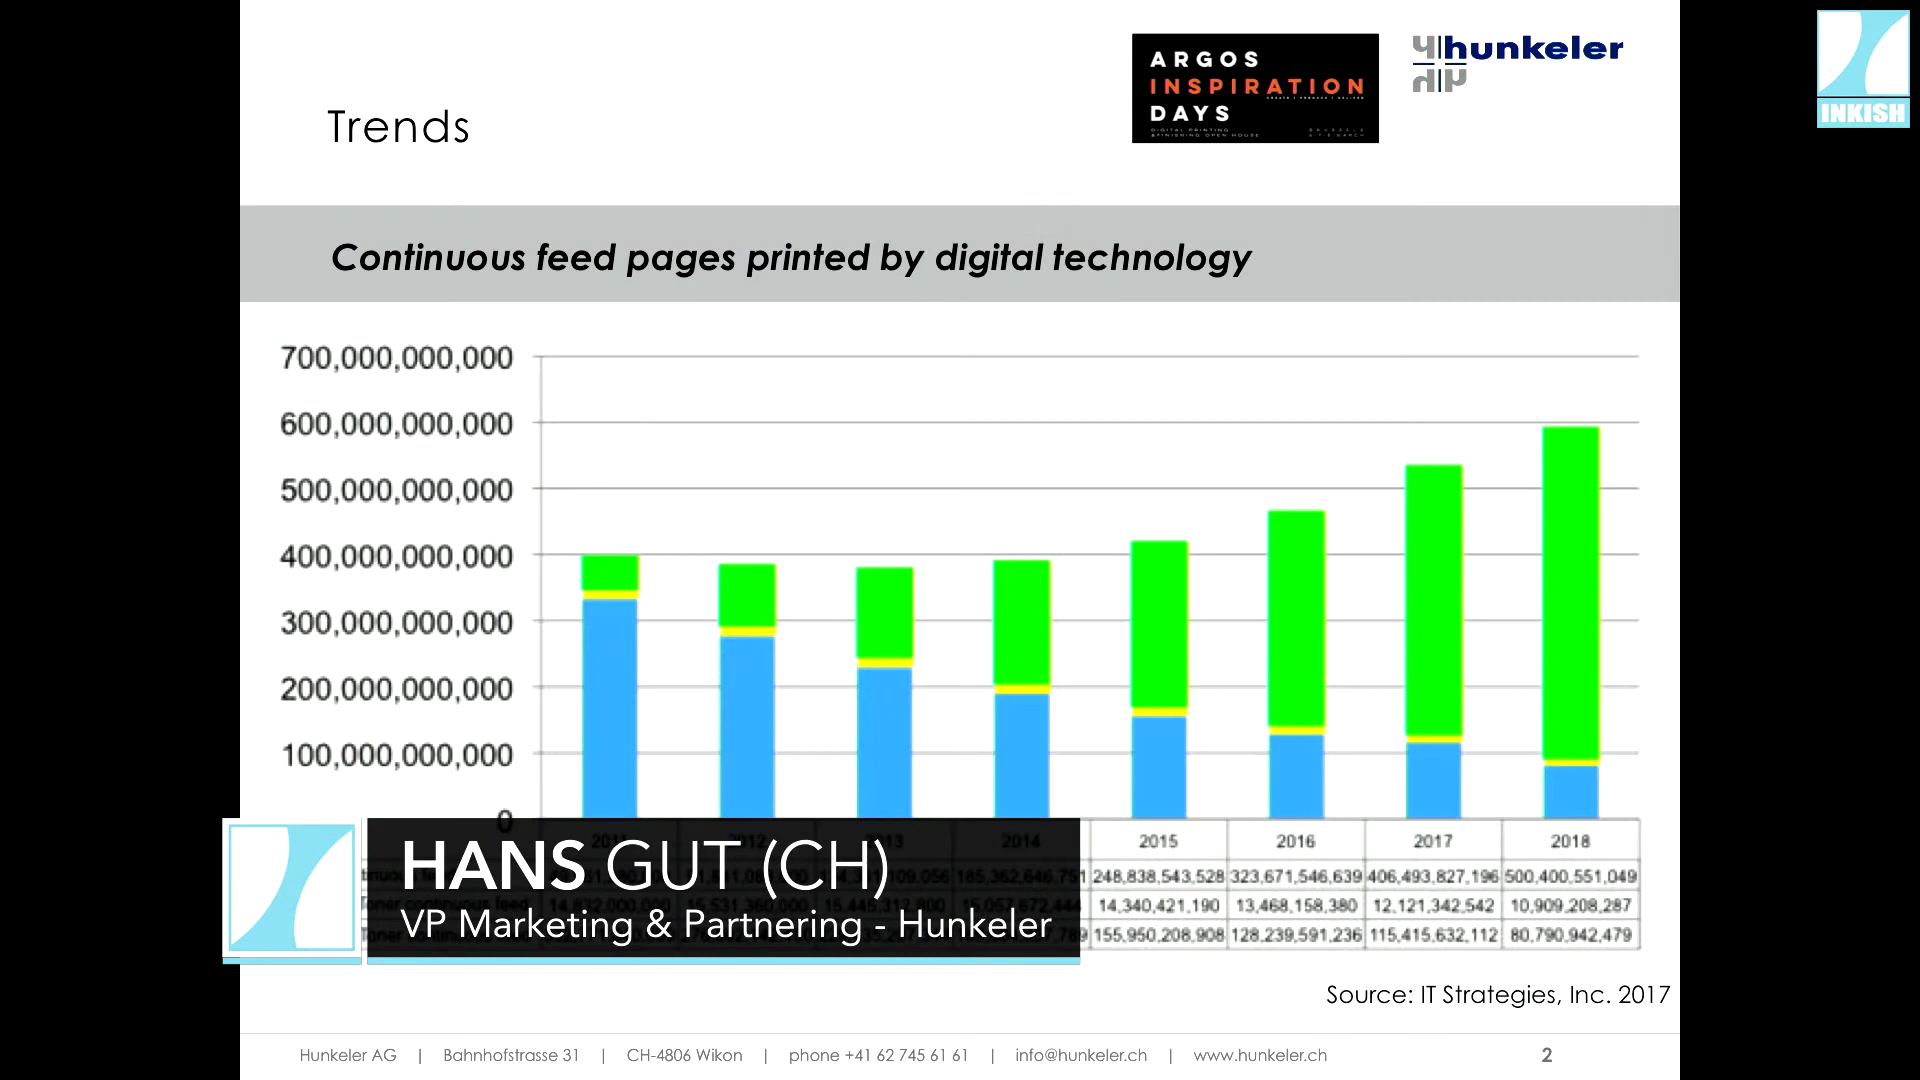 ARGOS
INSPIRATION
DAYS
hunkeler
INKISH
Trends
Continuous feed pages printed by digital technology
700,000,000,000
600,000,000,000
500,000,000,000
400,000,000,000
300,000,000,000
200,000,000,000
100,000,000,000
0
2014 2015 2016 2017 2018
248,838,543,528 323,671,546,639 406,493,827,196 500,400,551,049
14,340,421,190 13,468,158,380 12,121,342,542 10,909,208,287
155,950,208,908 128,239,591,236 115,415,632,112 80,790,942,479
HANS GUT (CH)
VP Marketing & Partnering - Hunkeler
Source: IT Strategies, Inc. 2017
Hunkeler AG | Bahnhofstrasse 31 | CH-4806 Wikon | phone +41 62 745 61 61 | info@hunkeler.ch | www.hunkeler.ch 2